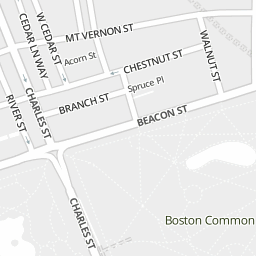 W CEDAR ST
CEDAR LN WAY
MT VERNON ST
Acorn St
CHESTNUT ST
WALNUT ST
Spruce Pl
BRANCH ST
BEACON ST
RIVER ST
CHARLES ST
CHARLES ST
Boston Common